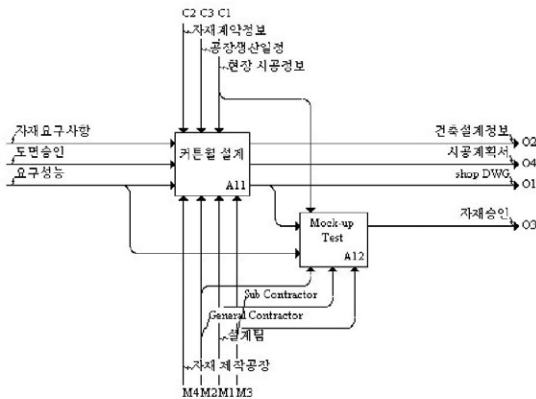 C2 C3 C1
자재계약정보
공장생산일정
현장 시공정보
자재요구사항
도면승인
요구성능
커튼월 설계
A11
건축설계정보
O2
시공계획서
O4
shop DWG
O1
자재승인
O3
Mock-up
Test
A12
Sub Contractor
General Contractor
설계팀
자재 제작공장
M4 M2 M1 M3